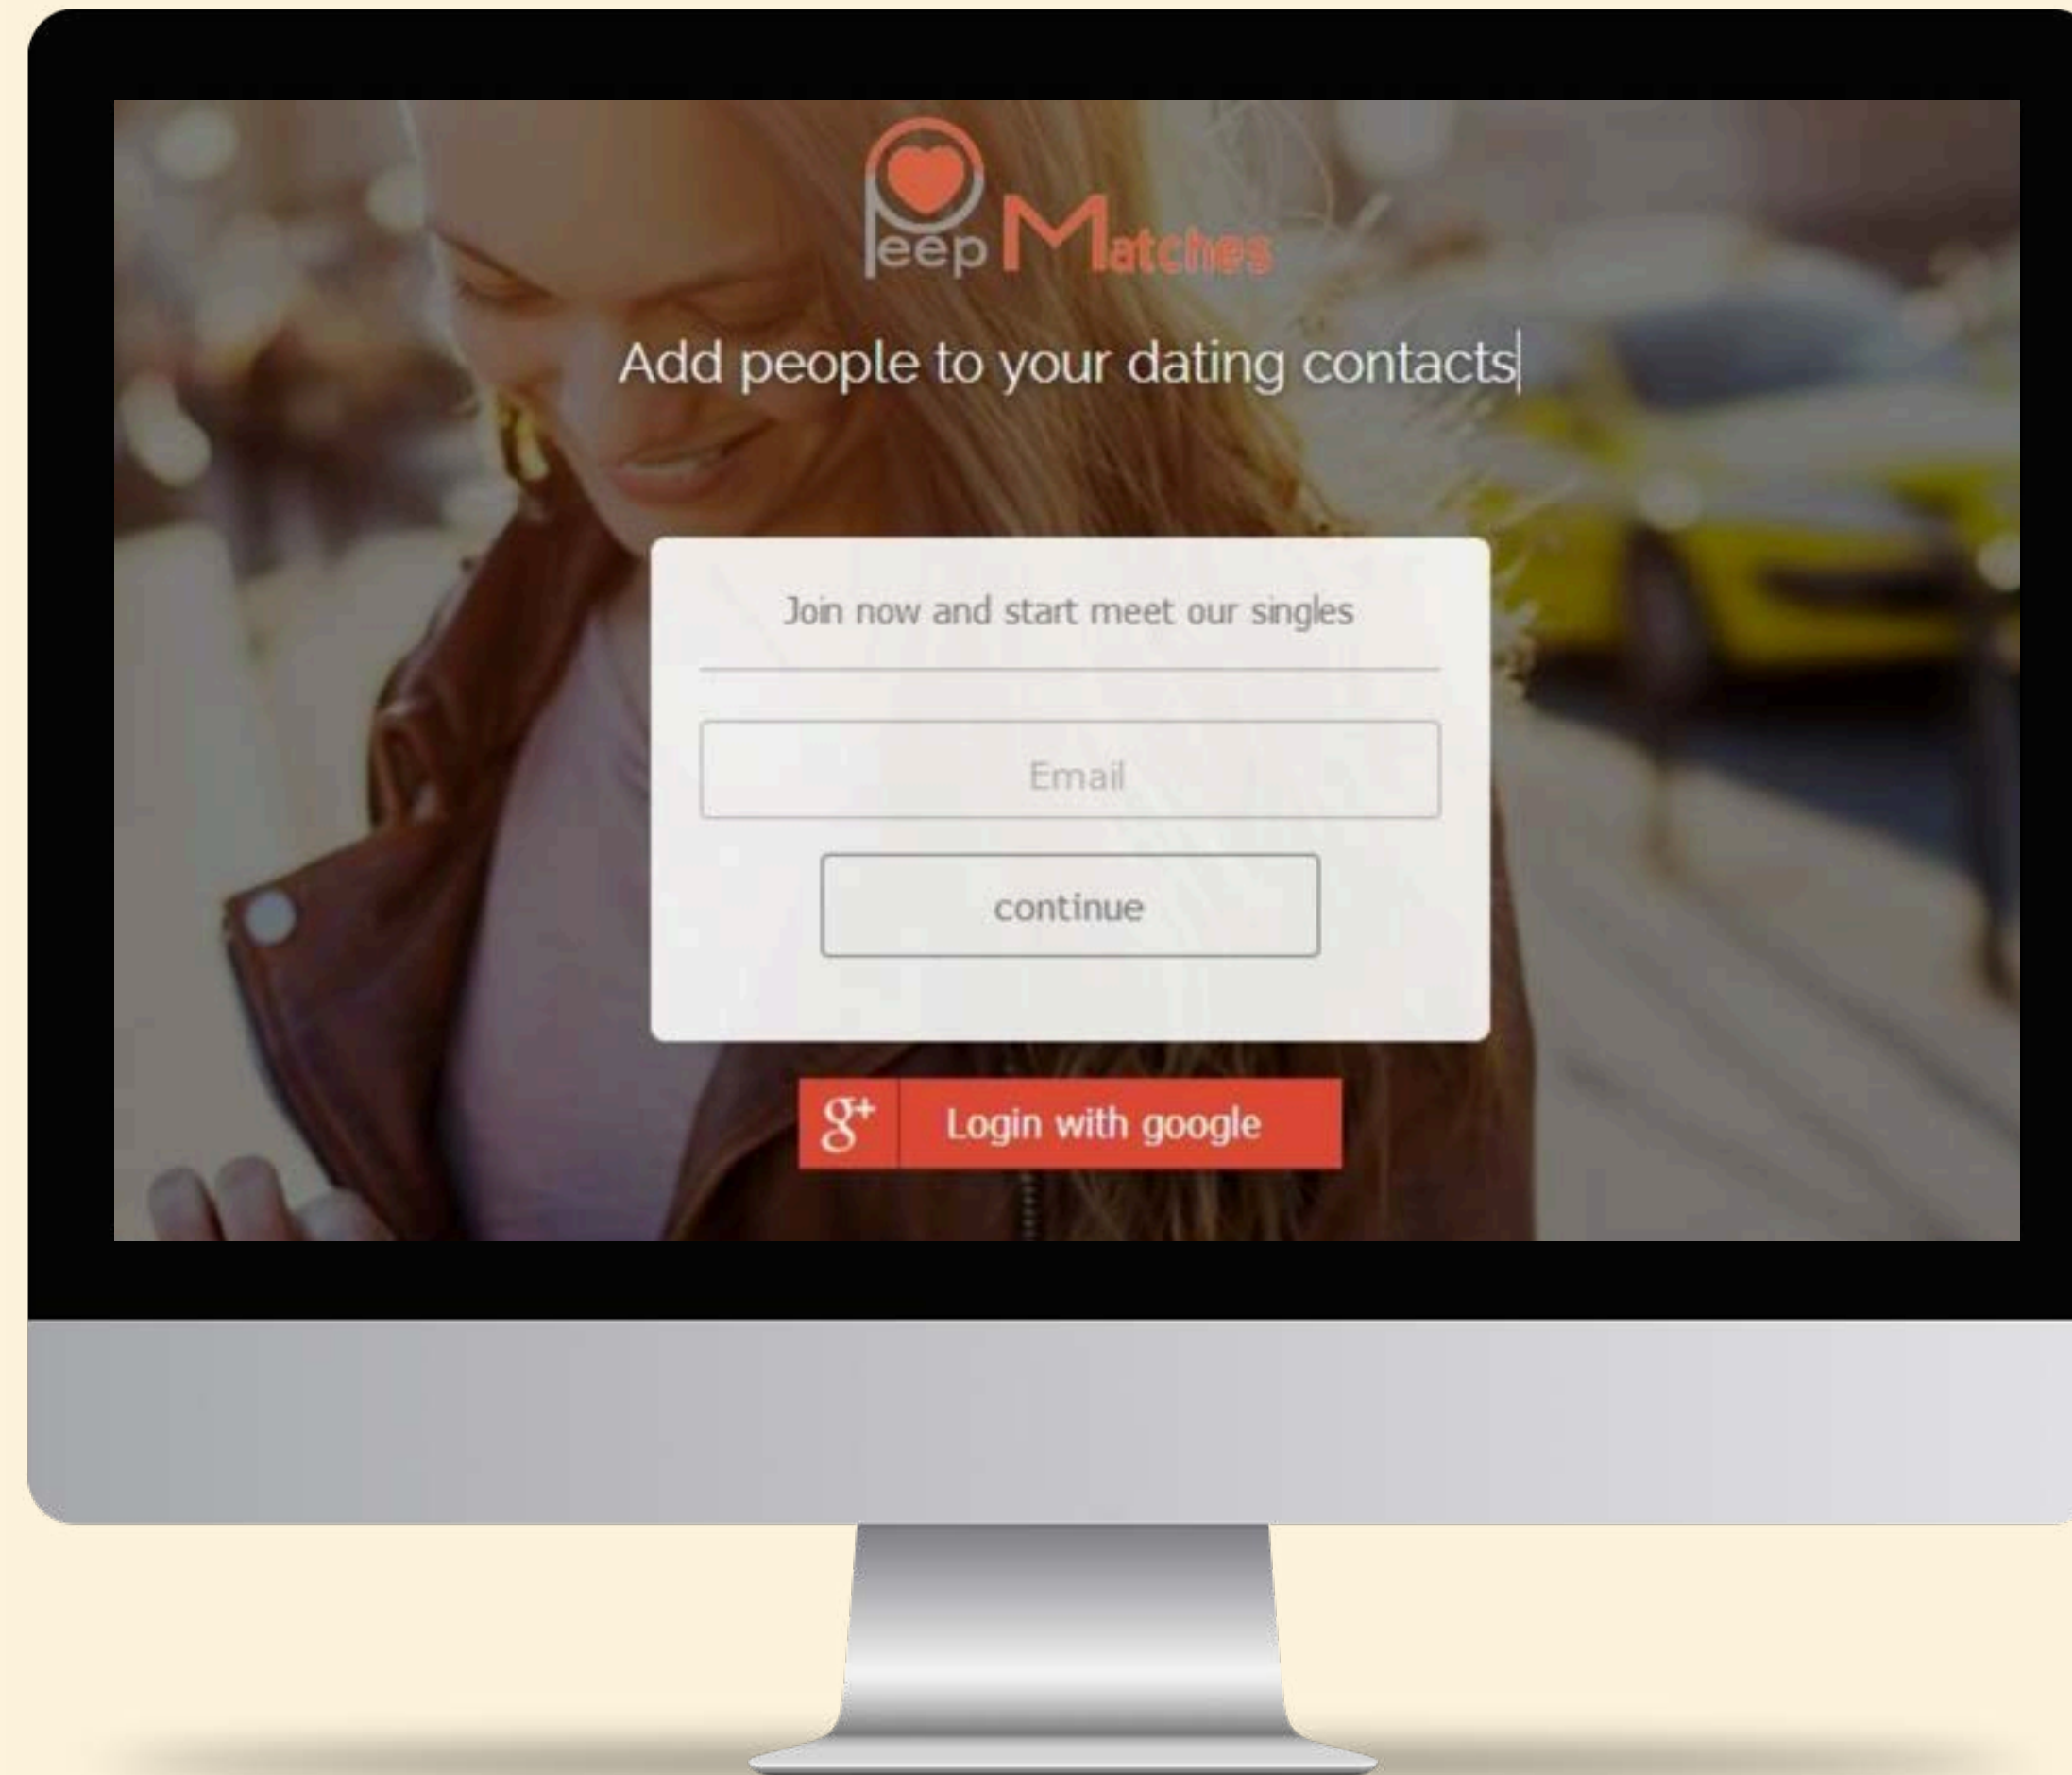 Peep Matches
Add people to your dating contacts
Join now and start meet our singles
Email
continue
g+ Login with google